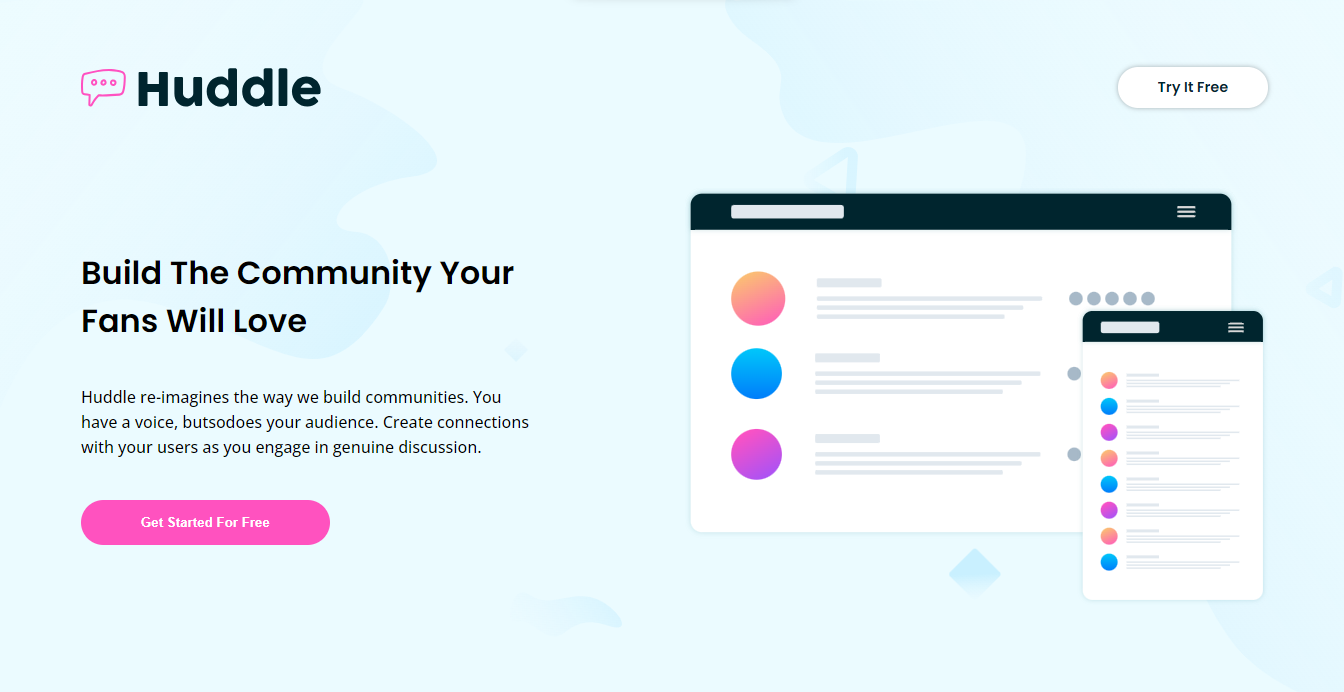 Huddle
Try It Free
Build The Community Your
Fans Will Love
Huddle re-imagines the way we build communities. You
have a voice, butsodoes your audience. Create connections
with your users as you engage in genuine discussion.
Get Started For Free